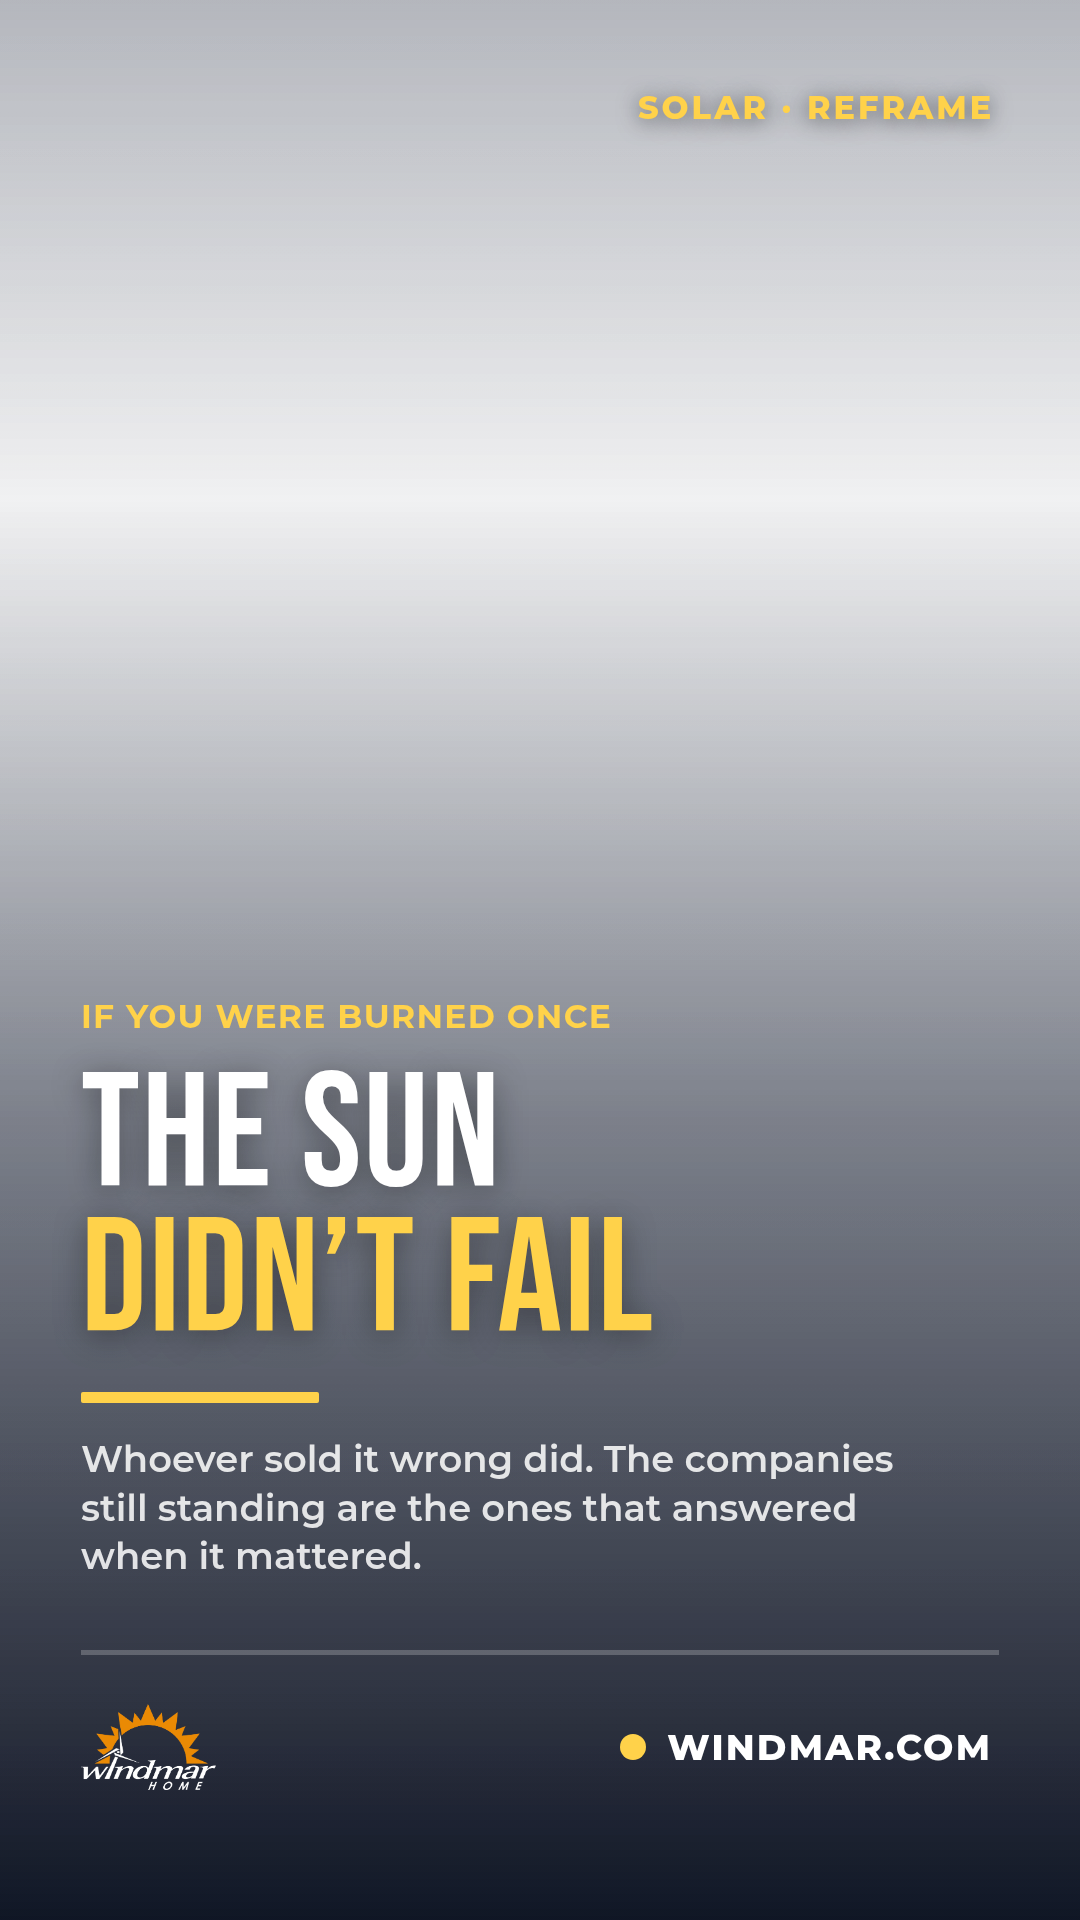 SOLAR · REFRAME
IF YOU WERE BURNED ONCE
THE SUN
DIDN’T FAIL
Whoever sold it wrong did. The companies
still standing are the ones that answered
when it mattered.
windmar
HOME
WINDMAR.COM